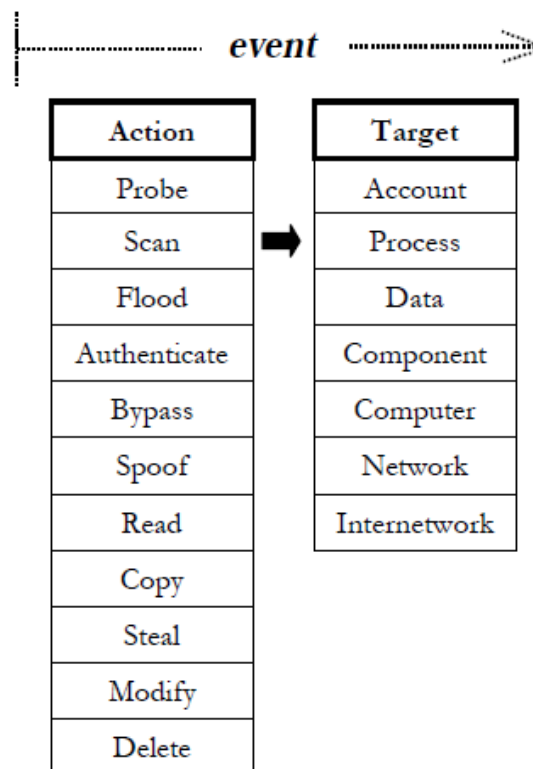 event
Action
Probe
Scan
Flood
Authenticate
Bypass
Spoof
Read
Copy
Steal
Modify
Delete
Target
Account
Process
Data
Component
Computer
Network
Internetwork